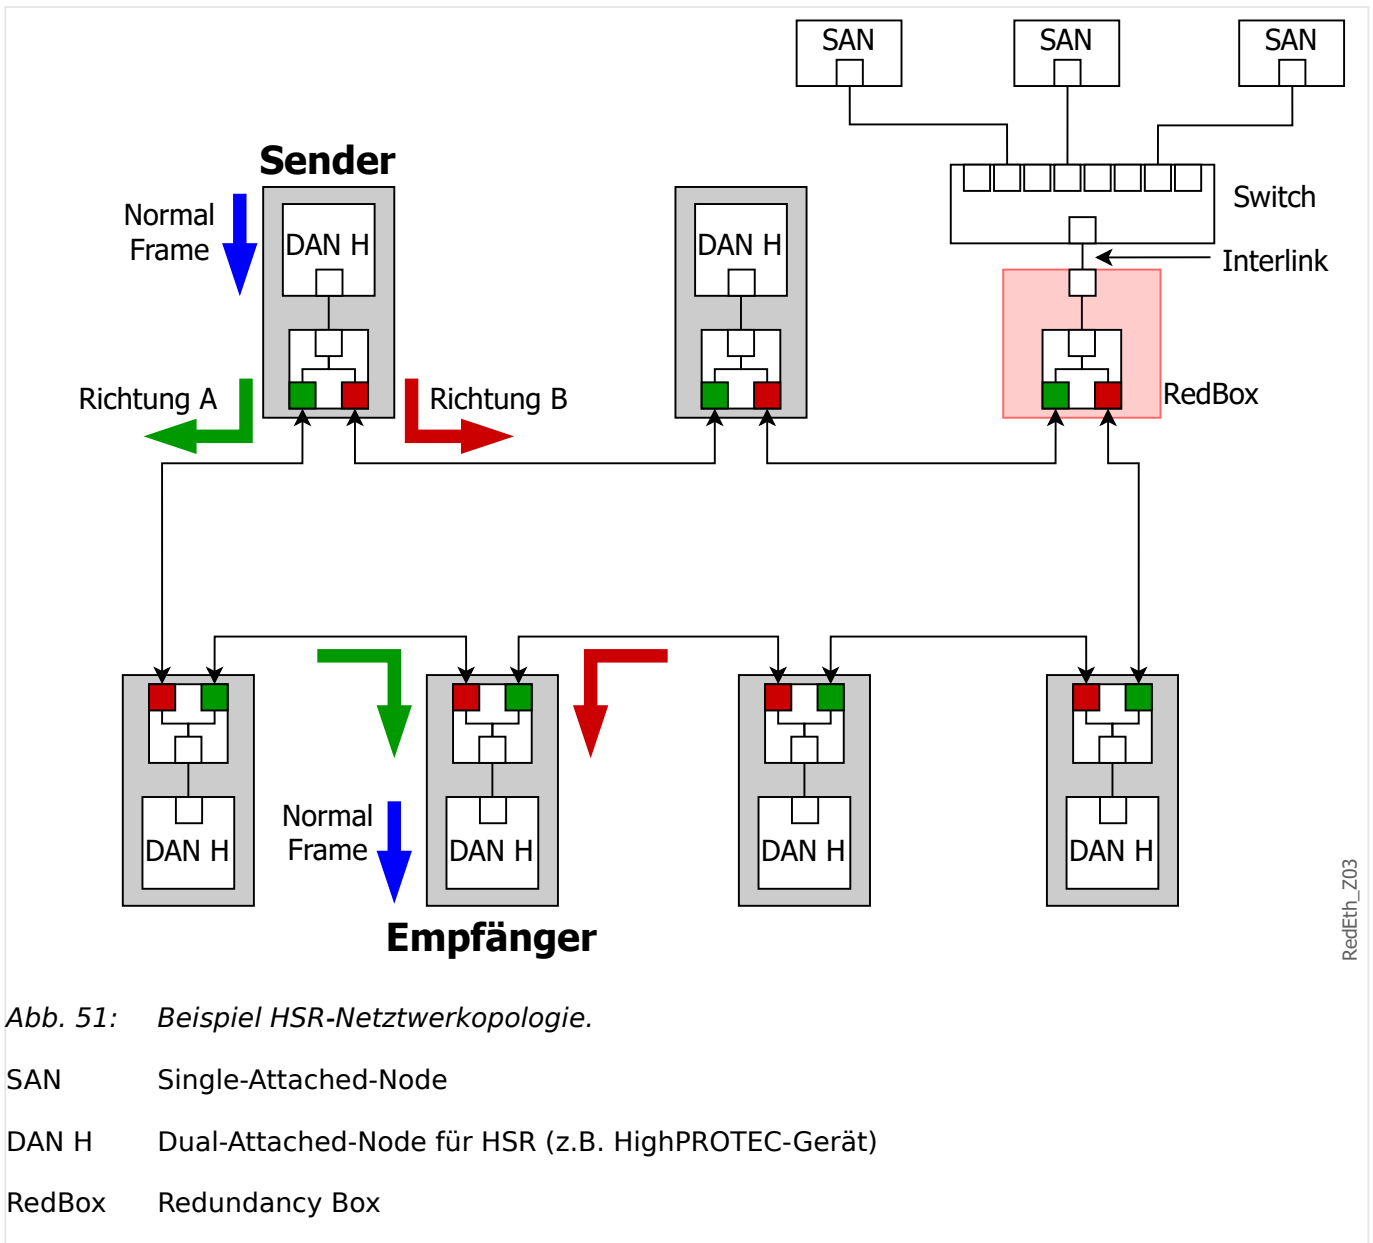 SAN SAN SAN
Sender
Normal
Frame
DAN H DAN H
Switch
Interlink
Richtung A Richtung B
RedBox
Normal
Frame
DAN H DAN H DAN H DAN H
Empfänger
RedEth_Z03
Abb. 51: Beispiel HSR-Netztwerkopologie.
SAN Single-Attached-Node
DAN H Dual-Attached-Node für HSR (z.B. HighPROTEC-Gerät)
RedBox Redundancy Box